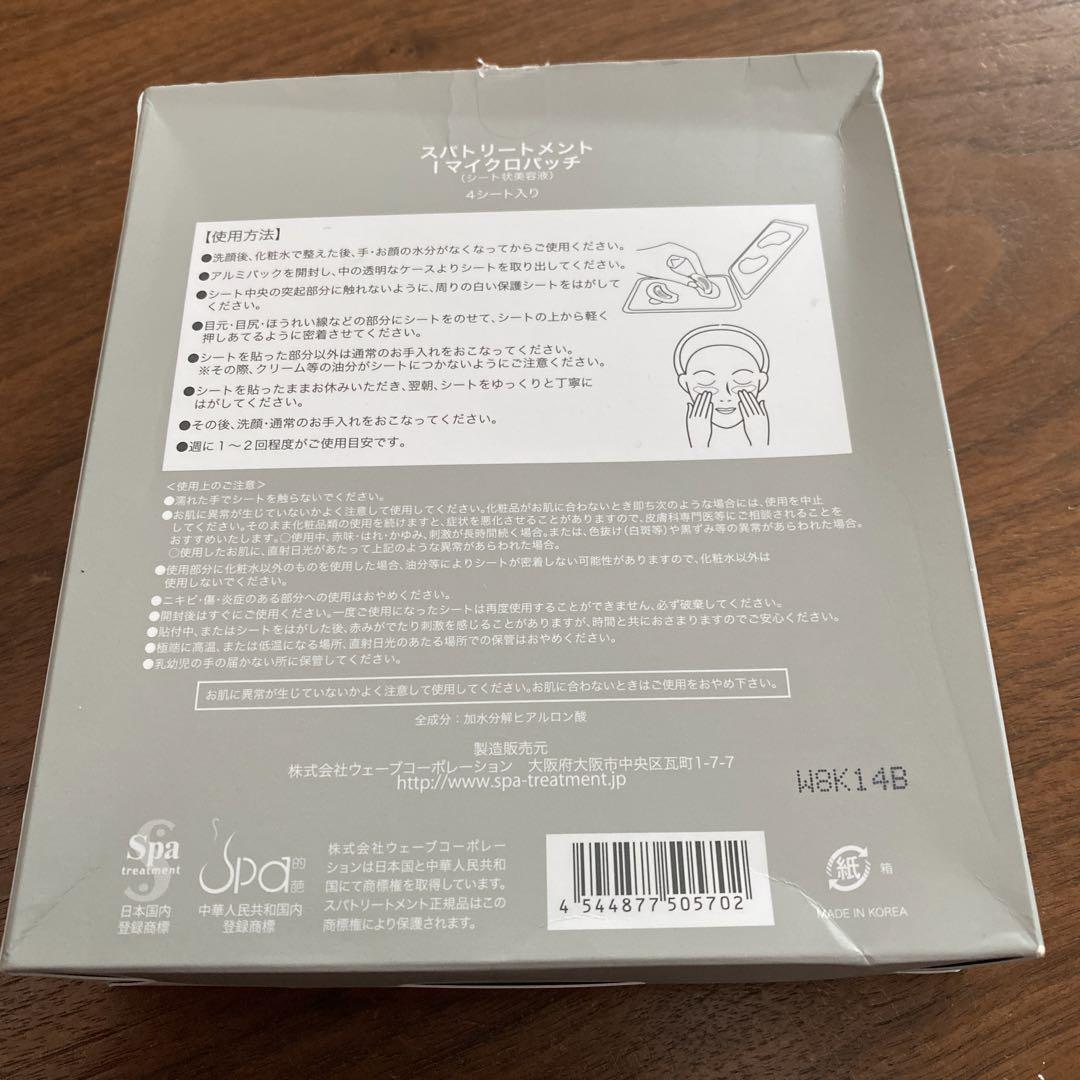 スパトリートメント
Iマイクロパッチ
(シート状美容液)
4シート入り
【使用方法】
●洗顔後、化粧水で整えた後、手・お顔の水分がなくなってからご使用ください。
●アルミパックを開封し、中の透明なケースよりシートを取り出してください。
●シート中央の突起部分に触れないように、周りの白い保護シートをはがして
ください。
●目元・目尻・ほうれい線などの部分にシートをのせて、シートの上から軽く
押しあてるように密着させてください。
●シートを貼った部分以外は通常のお手入れをおこなってください。
※その際、クリーム等の油分がシートにつかないようにご注意ください。
●シートを貼ったままお休みいただき、翌朝、シートをゆっくりと丁寧に
はがしてください。
●その後、洗顔・通常のお手入れをおこなってください。
●週に1～2回程度がご使用目安です。
＜使用上のご注意＞
●濡れた手でシートを触らないでください。
●お肌に異常が生じていないかよく注意して使用してください。化粧品がお肌に合わないとき即ち次のような場合には、使用を中止
してください。そのまま化粧品類の使用を続けますと、症状を悪化させることがありますので、皮膚科専門医等にご相談されることを
おすすめいたします。○使用中、赤味・はれ・かゆみ、刺激が長時間続く場合。または、色抜け(白斑等)や黒ずみ等の異常があらわれた場合。
○使用したお肌に、直射日光があたって上記のような異常があらわれた場合。
●使用部分に化粧水以外のものを使用した場合、油分等によりシートが密着しない可能性がありますので、化粧水以外は
使用しないでください。
●ニキビ・傷・炎症のある部分への使用はおやめください。
●開封後はすぐにご使用ください。一度ご使用になったシートは再度使用することができません、必ず破棄してください。
●貼付中、またはシートをはがした後、赤みがでたり刺激を感じることがありますが、時間と共におさまりますのでご安心ください。
●極端に高温、または低温になる場所、直射日光のあたる場所での保管はおやめください。
●乳幼児の手の届かない所に保管してください。
お肌に異常が生じていないかよく注意して使用してください。お肌に合わないときはご使用をおやめ下さい。
全成分：加水分解ヒアルロン酸
製造販売元
株式会社ウェーブコーポレーション 大阪府大阪市中央区瓦町1-7-7
http://www.spa-treatment.jp
W8K14B
Spa
treatment
日本国内
登録商標
Spa的
葩
中華人民共和国内
登録商標
株式会社ウェーブコーポレー
ションは日本国と中華人民共和
国にて商標権を取得しています。
スパトリートメント正規品はこの
商標権により保護されます。
4 544877 505702
紙
箱
MADE IN KOREA